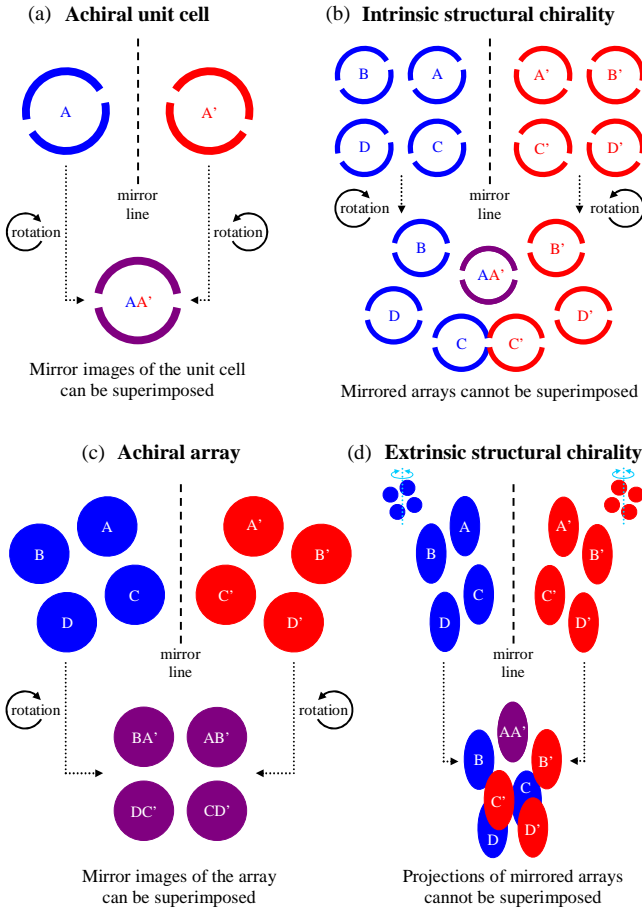 (a) Achiral unit cell
A
A'
mirror
line
rotation
rotation
AA'
Mirror images of the unit cell
can be superimposed
(b) Intrinsic structural chirality
B A A' B'
D C C' D'
rotation
mirror
line
rotation
B AA' B'
D C C' D'
Mirrored arrays cannot be superimposed
(c) Achiral array
A A'
B B'
C C'
D D'
mirror
line
rotation
rotation
BA' AB'
DC' CD'
Mirror images of the array
can be superimposed
(d) Extrinsic structural chirality
A A'
B B'
C C'
D D'
mirror
line
AA'
B B'
C' C
D D'
Projections of mirrored arrays
cannot be superimposed